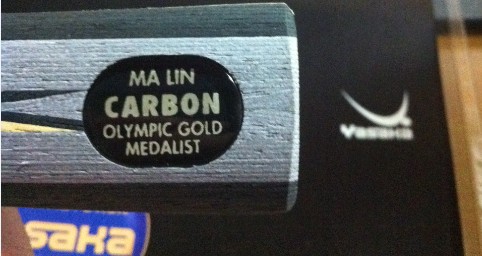 MA LIN
CARBON
OLYMPIC GOLD
MEDALIST
Yasaka
saka